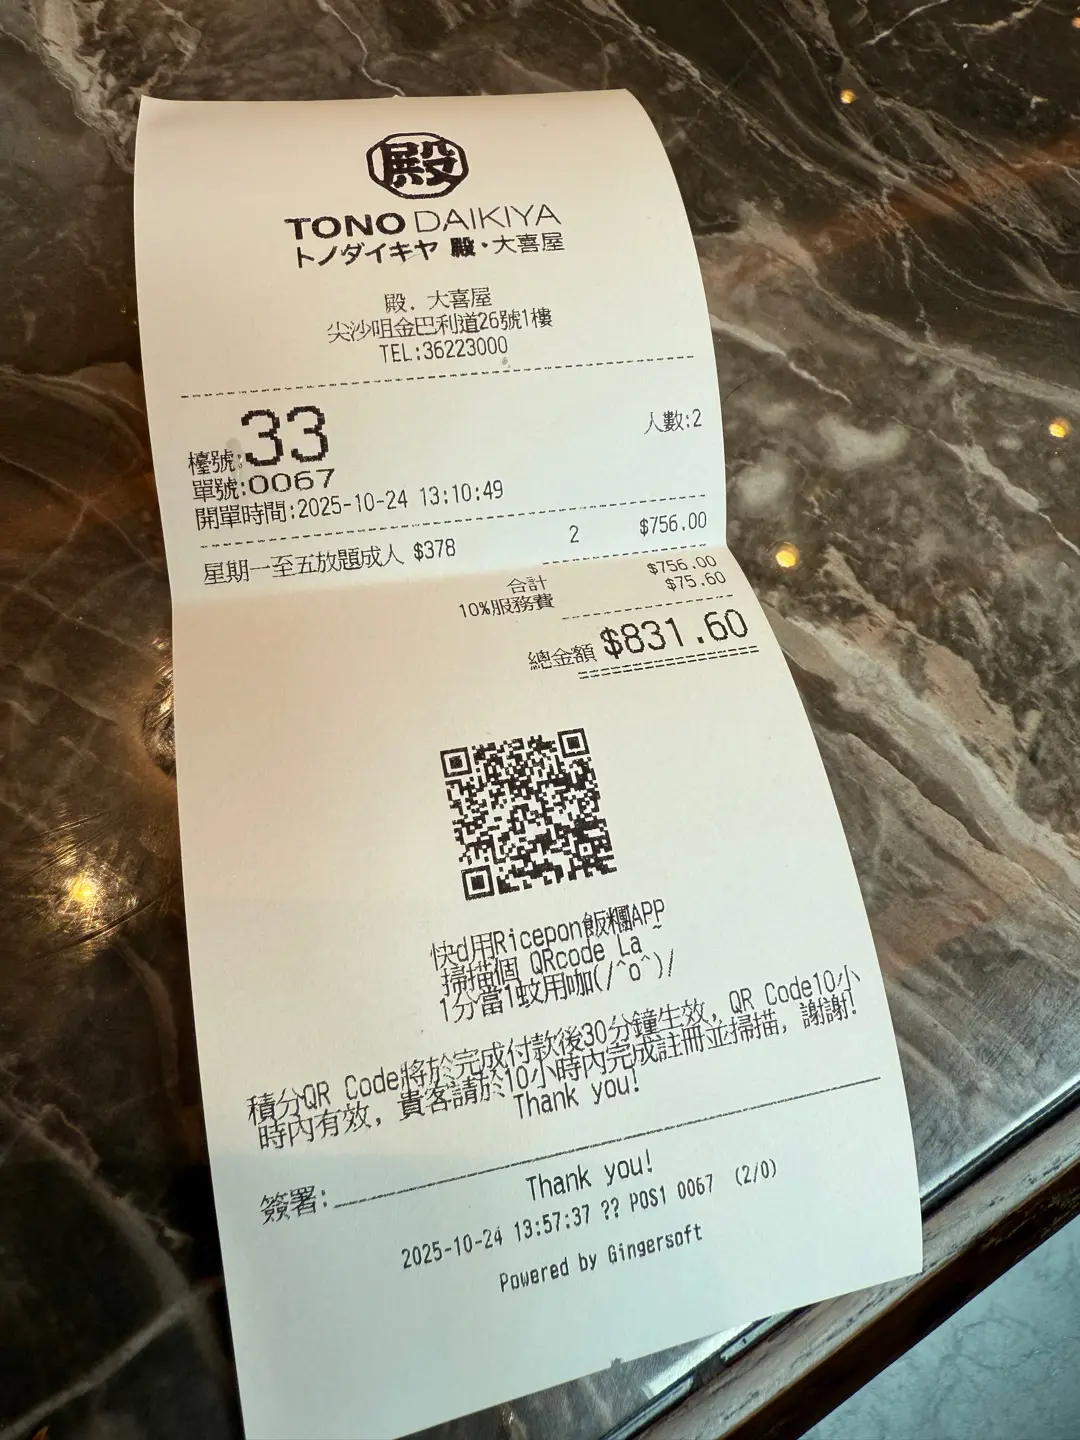 殿
TONO DAIKIYA
トノダイキヤ 殿・大喜屋
殿．大喜屋
尖沙咀金巴利道26號1樓
TEL:36223000
檯號:33 人數:2
單號:0067
開單時間:2025-10-24 13:10:49
星期一至五放題成人 $378 2 $756.00
合計 $756.00
10%服務費 $75.60
總金額 $831.60
快d用Ricepon飯糰APP
掃描個 QRcode La~
1分當1蚊用咖(/^o^)/
積分QR Code將於完成付款後30分鐘生效，QR Code10小
時內有效，貴客請於10小時內完成註冊並掃描，謝謝！
Thank you!
簽署:
Thank you!
2025-10-24 13:57:37 ?? POS1 0067 (2/0)
Powered by Gingersoft